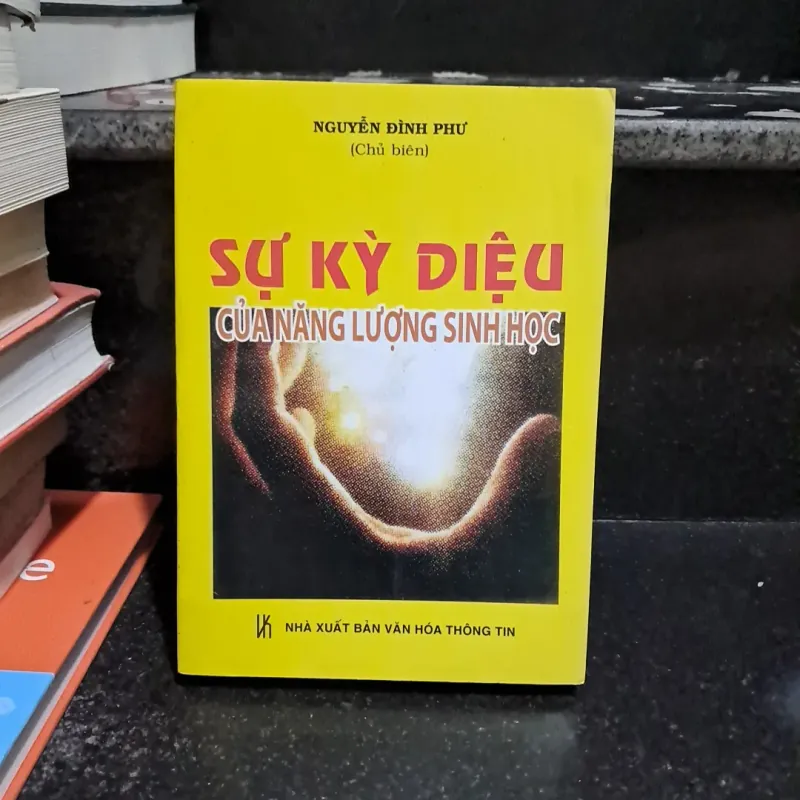 NGUYỄN ĐÌNH PHƯ
(Chủ biên)
SỰ KỲ DIỆU
CỦA NĂNG LƯỢNG SINH HỌC
NHÀ XUẤT BẢN VĂN HÓA THÔNG TIN
e